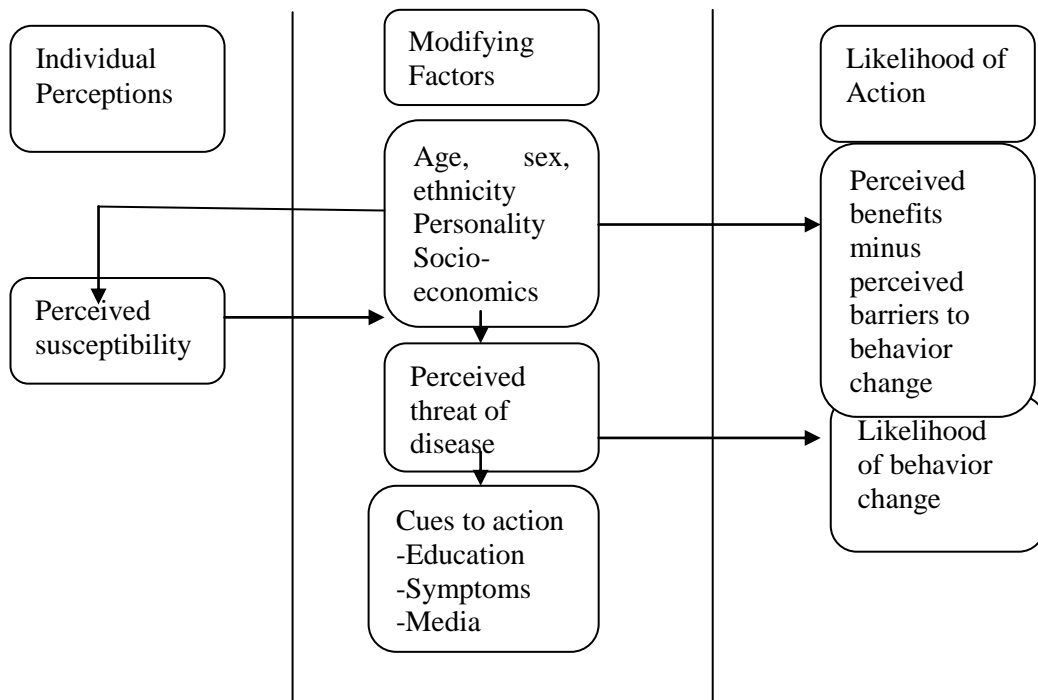 Individual
Perceptions
Modifying
Factors
Likelihood of
Action
Age, sex,
ethnicity
Personality
Socio-
economics
Perceived
benefits
minus
perceived
barriers to
behavior
change
Perceived
susceptibility
Perceived
threat of
disease
Likelihood
of behavior
change
Cues to action
-Education
-Symptoms
-Media